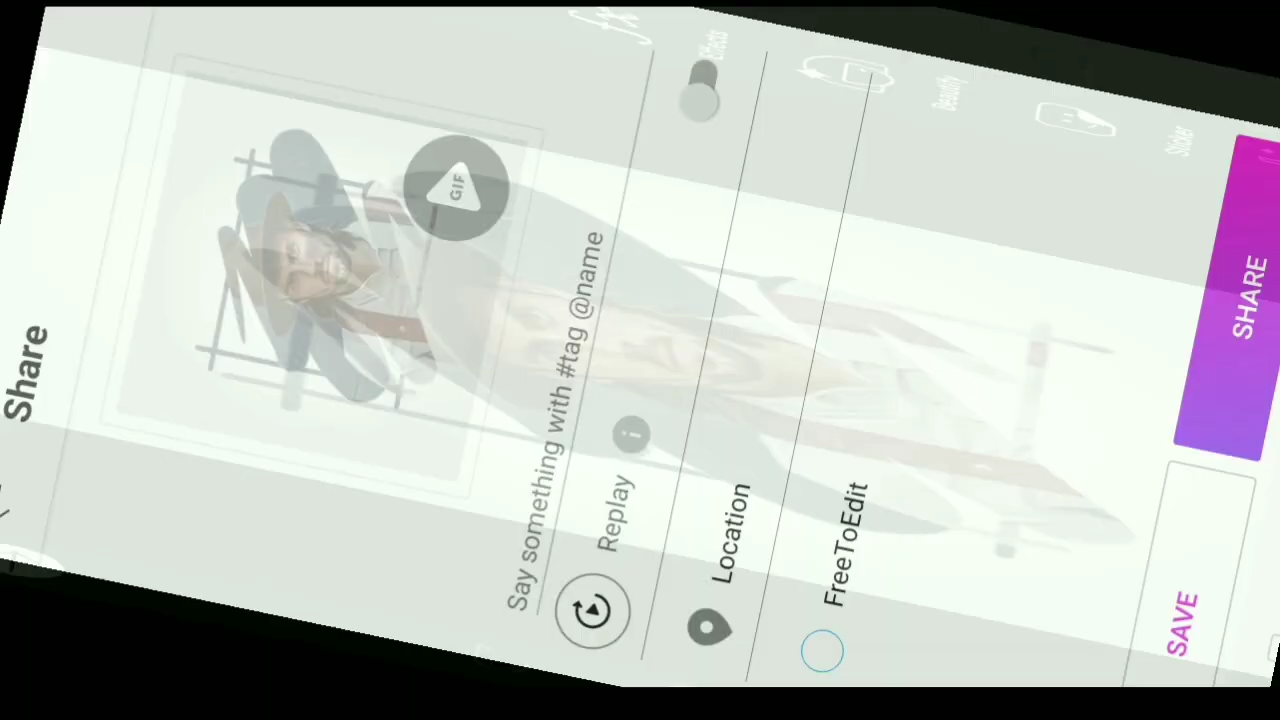 Share
GIF
Say something with #tag @name
Replay
i
Location
FreeToEdit
Effects
Beautify
Sticker
SAVE
SHARE